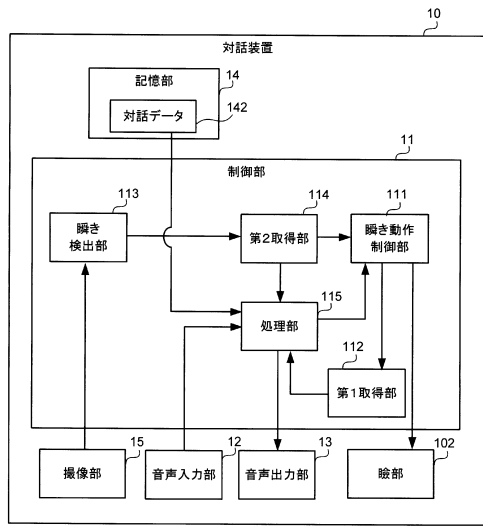 10
対話装置
記憶部
14
対話データ
142
11
制御部
113
114
111
瞬き
検出部
第2取得部
瞬き動作
制御部
115
処理部
112
第1取得部
15
12
13
102
撮像部
音声入力部
音声出力部
瞼部